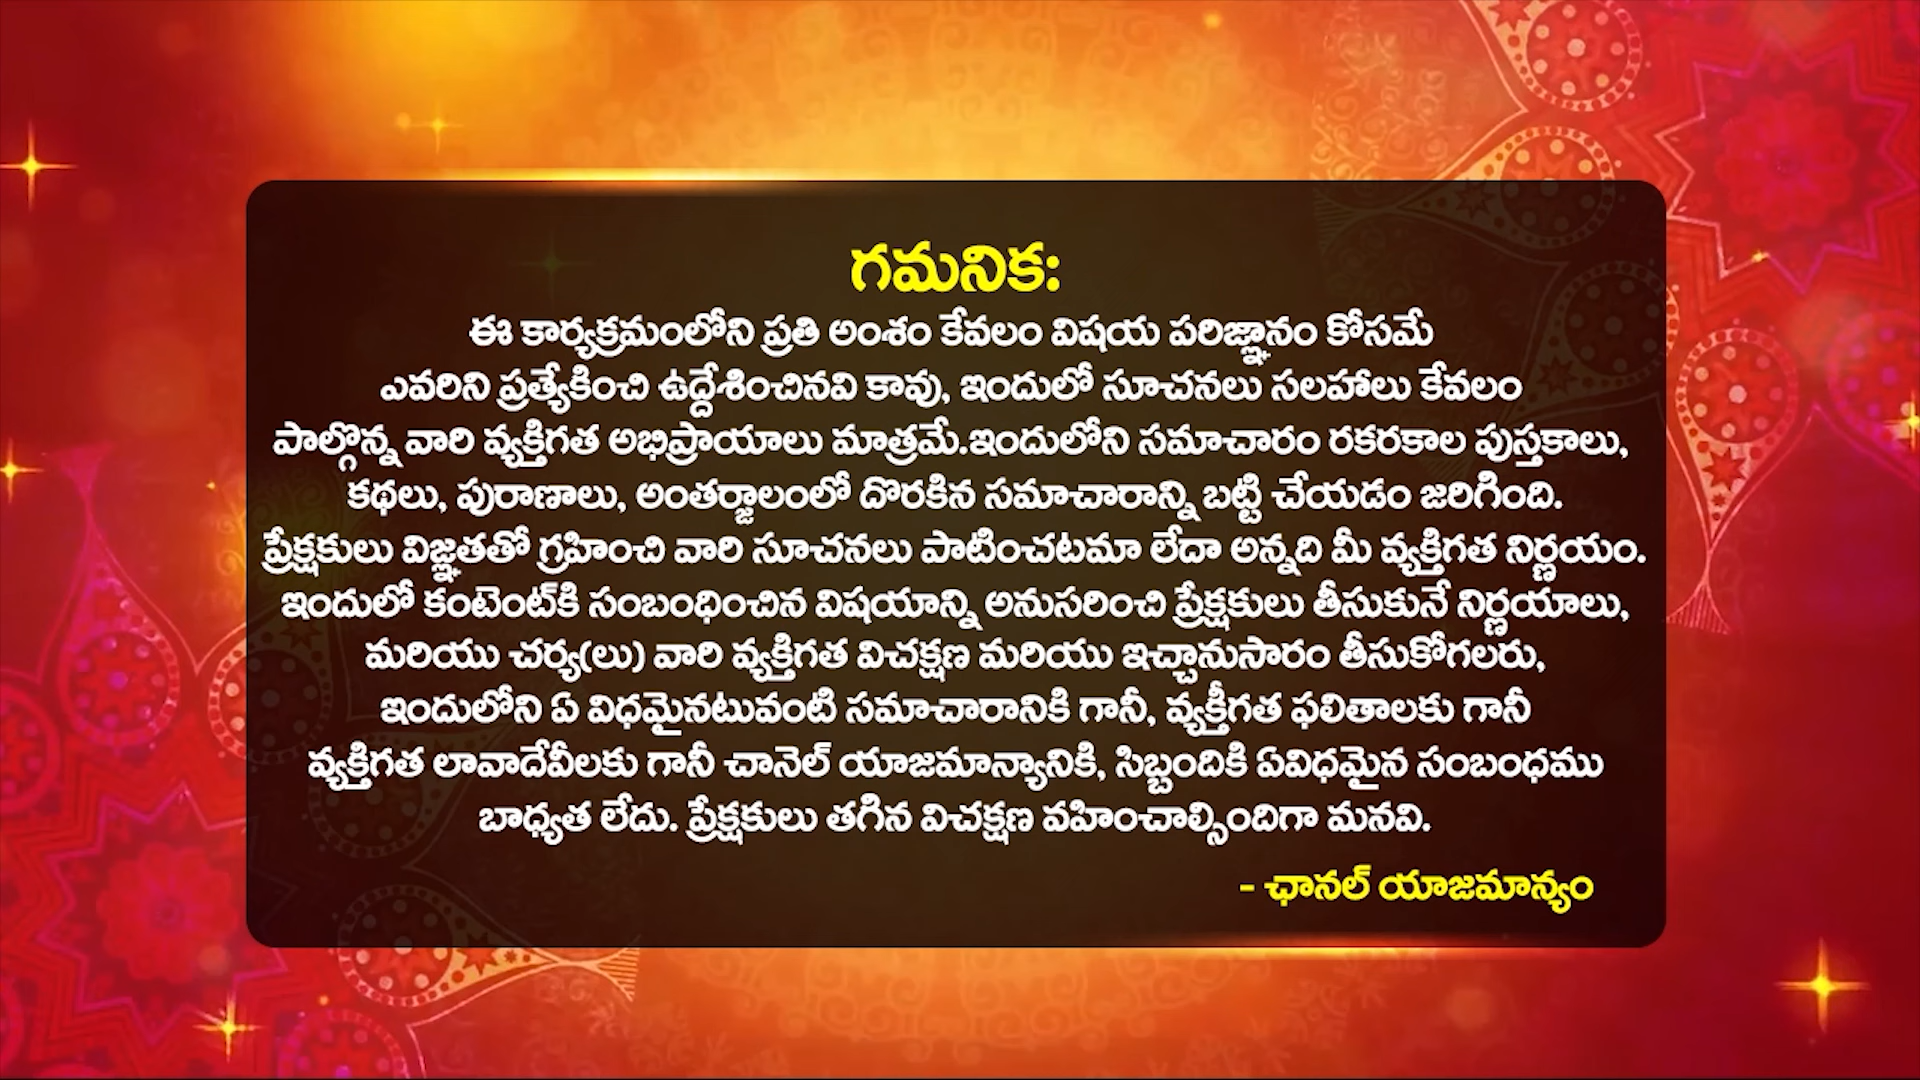 గమనిక:
ఈ కార్యక్రమంలోని ప్రతి అంశం కేవలం విషయ పరిజ్ఞానం కోసమే
ఎవరిని ప్రత్యేకించి ఉద్దేశించినవి కావు, ఇందులో సూచనలు సలహాలు కేవలం
పాల్గొన్న వారి వ్యక్తిగత అభిప్రాయాలు మాత్రమే.ఇందులోని సమాచారం రకరకాల పుస్తకాలు,
కథలు, పురాణాలు, అంతర్జాలంలో దొరకిన సమాచారాన్ని బట్టి చేయడం జరిగింది.
ప్రేక్షకులు విజ్ఞతతో గ్రహించి వారి సూచనలు పాటించటమా లేదా అన్నది మీ వ్యక్తిగత నిర్ణయం.
ఇందులో కంటెంట్‌కి సంబంధించిన విషయాన్ని అనుసరించి ప్రేక్షకులు తీసుకునే నిర్ణయాలు,
మరియు చర్య(లు) వారి వ్యక్తిగత విచక్షణ మరియు ఇచ్చానుసారం తీసుకోగలరు,
ఇందులోని ఏ విధమైనటువంటి సమాచారానికి గానీ, వ్యక్తీగత ఫలితాలకు గానీ
వ్యక్తిగత లావాదేవీలకు గానీ చానెల్ యాజమాన్యానికి, సిబ్బందికి ఏవిధమైన సంబంధము
బాధ్యత లేదు. ప్రేక్షకులు తగిన విచక్షణ వహించాల్సిందిగా మనవి.
- ఛానల్ యాజమాన్యం